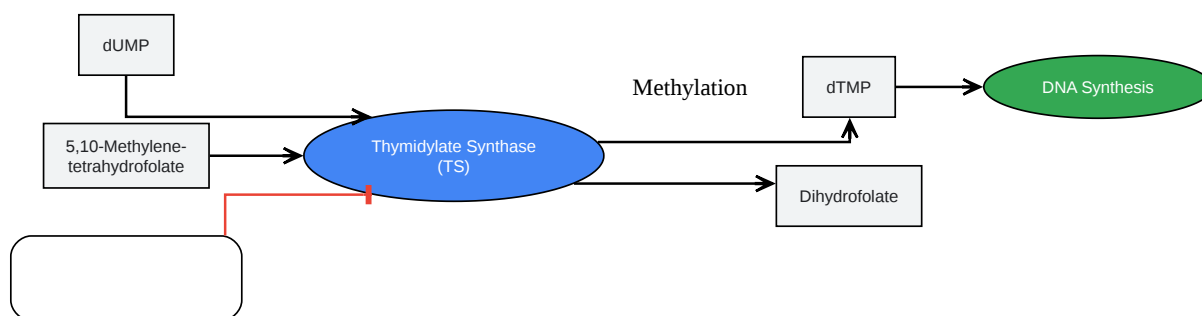 dUMP
5,10-Methylene-
tetrahydrofolate
Thymidylate Synthase
(TS)
Methylation
dTMP
DNA Synthesis
Dihydrofolate